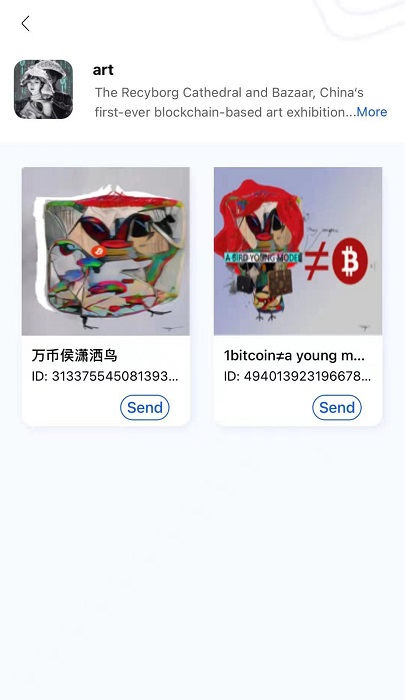 art
The Recyborg Cathedral and Bazaar, China's
first-ever blockchain-based art exhibition...More
A BIRD YOUNG MODEL
≠
万币侯潇洒鸟
ID: 313375545081393...
Send
1bitcoin≠a young m...
ID: 494013923196678...
Send